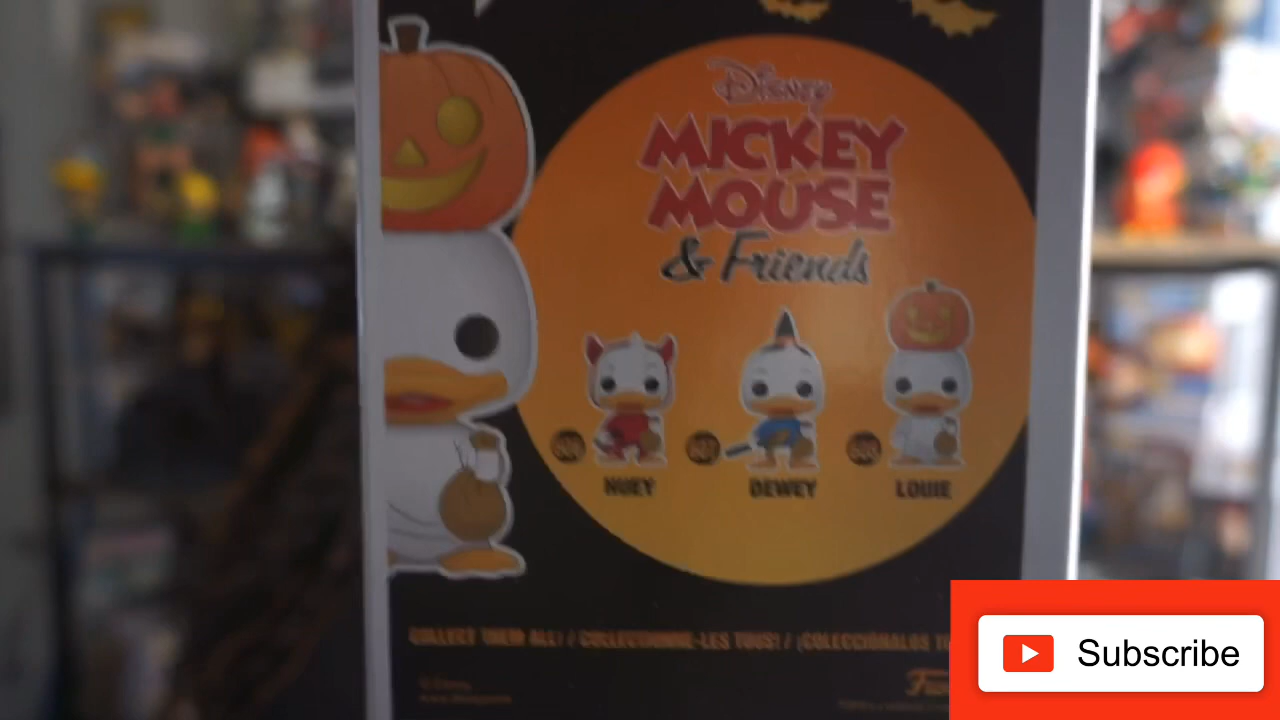 Disney
MICKEY
MOUSE
& Friends
HUEY
DEWEY
LOUIE
COLLECT THEM ALL! / COLLECTIONNE-LES TOUS! / ¡COLECCIÓNALOS
Subscribe